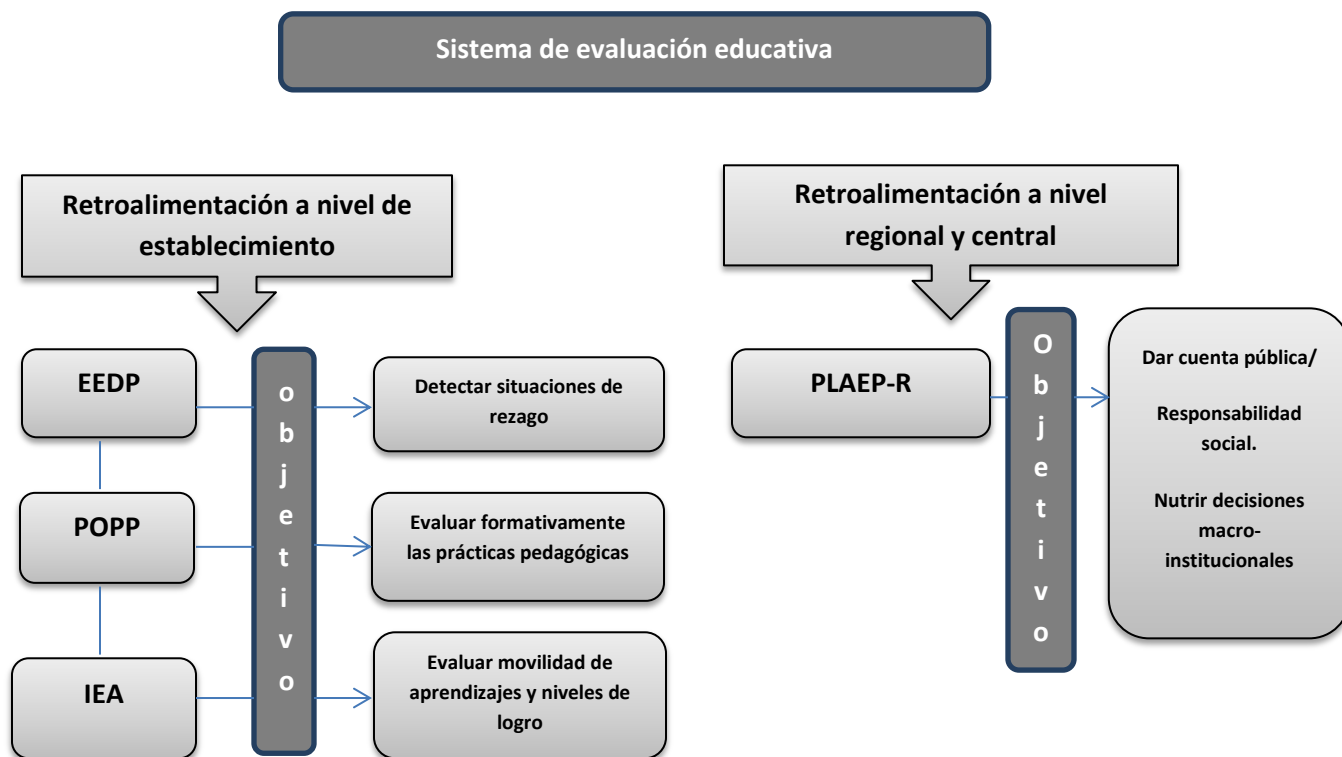 Sistema de evaluación educativa
Retroalimentación a nivel de
establecimiento
EEDP
POPP
IEA
objetivo
Detectar situaciones de
rezago
Evaluar formativamente
las prácticas pedagógicas
Evaluar movilidad de
aprendizajes y niveles de
logro
Retroalimentación a nivel
regional y central
PLAEP-R
Objetivo
Dar cuenta pública/
Responsabilidad
social.
Nutrir decisiones
macro-
institucionales